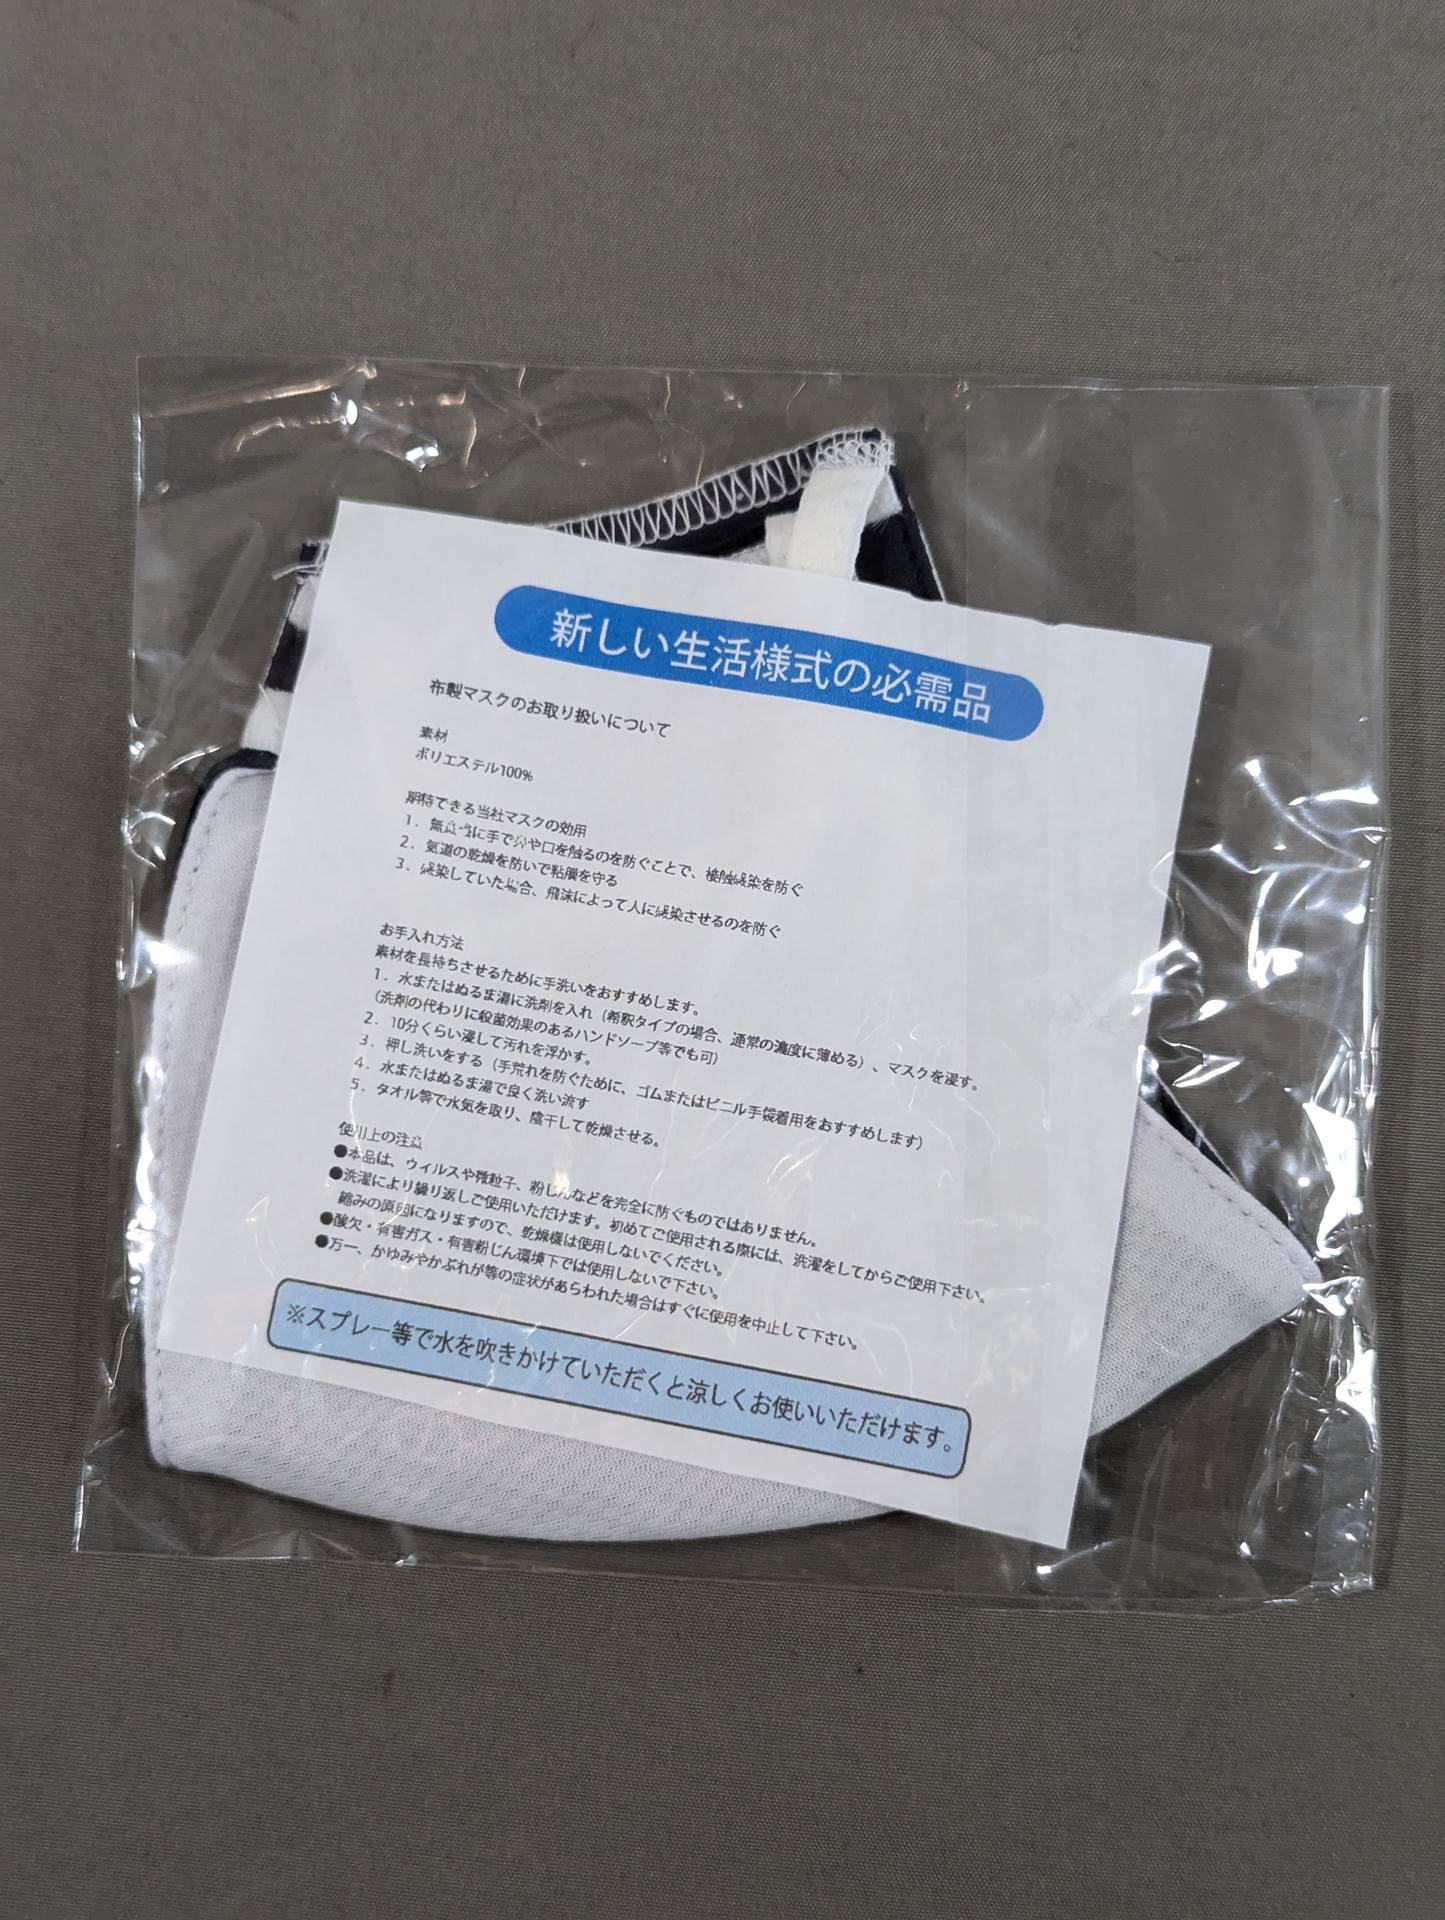 新しい生活様式の必需品
布製マスクのお取り扱いについて
素材
ポリエステル100%
期待できる当社マスクの効用
1. 無意識に手で鼻や口を触るのを防ぐことで、接触感染を防ぐ
2. 気道の乾燥を防いで粘膜を守る
3. 感染していた場合、飛沫によって人に感染させるのを防ぐ
お手入れ方法
素材を長持ちさせるために手洗いをおすすめします。
1. 水またはぬるま湯に洗剤を入れ（希釈タイプの場合、通常の濃度に薄める）、マスクを浸す。
（洗剤の代わりに殺菌効果のあるハンドソープ等でも可）
2. 10分くらい浸して汚れを浮かす。
3. 押し洗いをする（手荒れを防ぐために、ゴムまたはビニル手袋着用をおすすめします）
4. 水またはぬるま湯で良く洗い流す
5. タオル等で水気を取り、陰干して乾燥させる。
使用上の注意
●本品は、ウィルスや微粒子、粉じんなどを完全に防ぐものではありません。
●洗濯により繰り返しご使用いただけます。初めてご使用される際には、洗濯をしてからご使用下さい。
縮みの原因になりますので、乾燥機は使用しないでください。
●酸欠・有害ガス・有害粉じん環境下では使用しないで下さい。
●万一、かゆみやかぶれが等の症状があらわれた場合はすぐに使用を中止して下さい。
※スプレー等で水を吹きかけていただくと涼しくお使いいただけます。